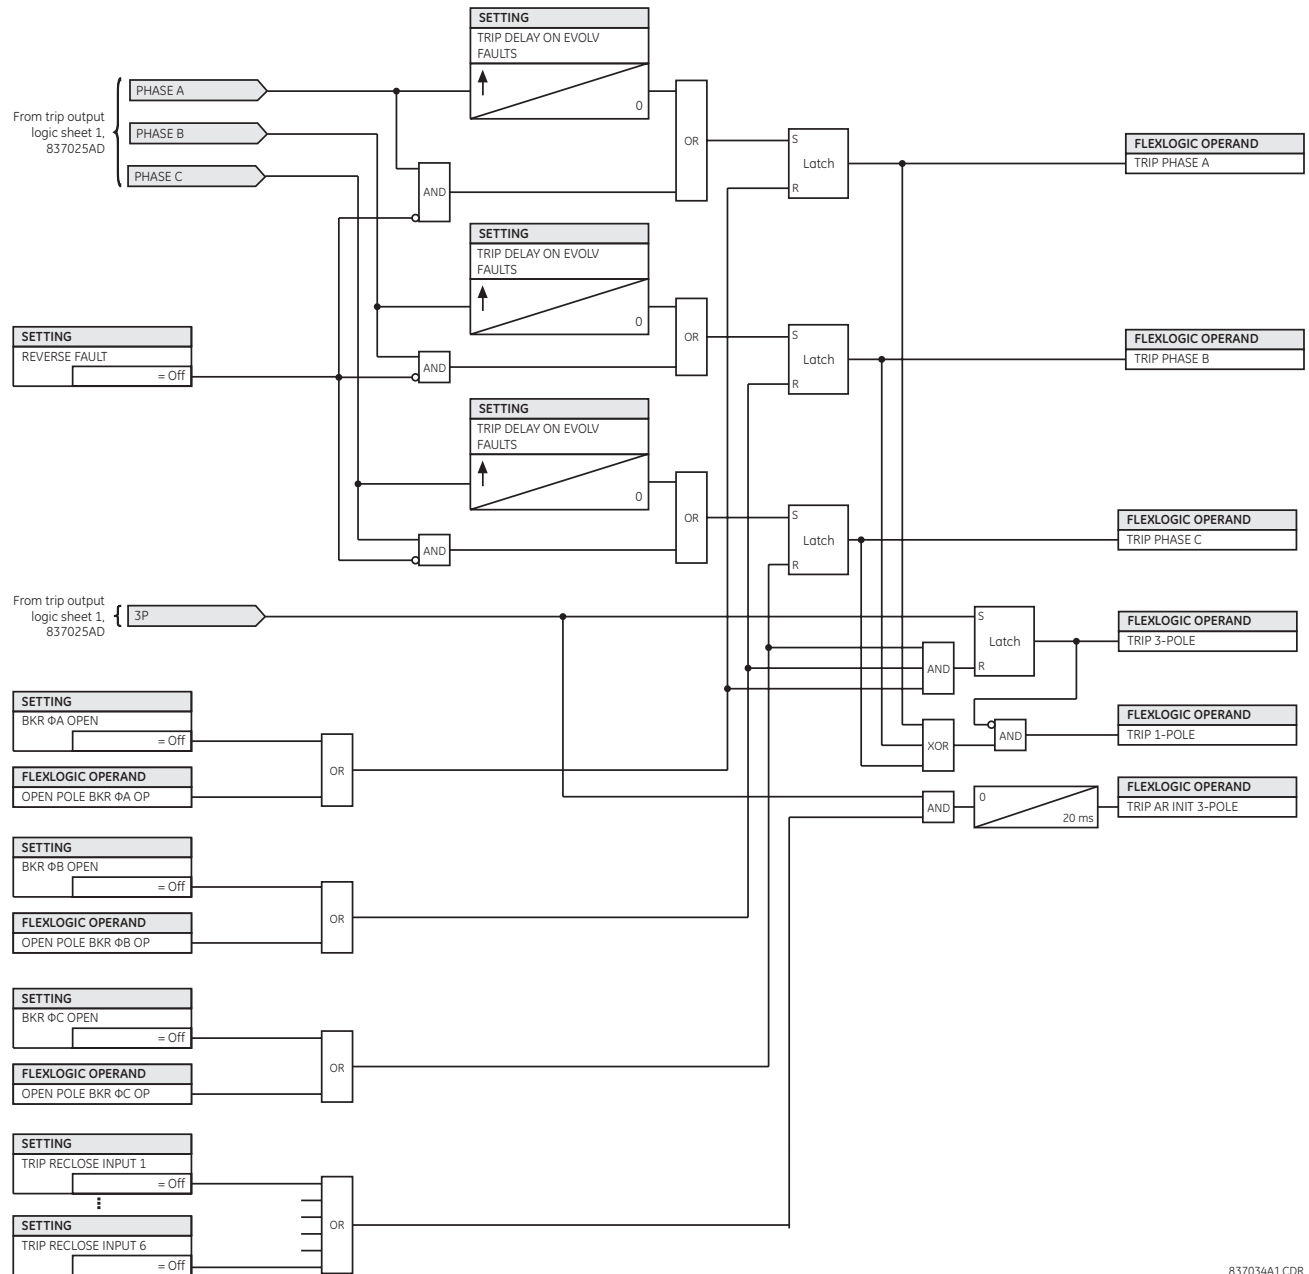 SETTING
TRIP DELAY ON EVOLV
FAULTS
0
From trip output
logic sheet 1,
837025AD
PHASE A
PHASE B
PHASE C
AND
OR
S
Latch
R
FLEXLOGIC OPERAND
TRIP PHASE A
SETTING
TRIP DELAY ON EVOLV
FAULTS
0
SETTING
REVERSE FAULT
= Off
AND
OR
S
Latch
R
FLEXLOGIC OPERAND
TRIP PHASE B
SETTING
TRIP DELAY ON EVOLV
FAULTS
0
AND
OR
S
Latch
R
FLEXLOGIC OPERAND
TRIP PHASE C
From trip output
logic sheet 1,
837025AD
3P
AND
S
Latch
R
FLEXLOGIC OPERAND
TRIP 3-POLE
SETTING
BKR ΦA OPEN
= Off
FLEXLOGIC OPERAND
OPEN POLE BKR ΦA OP
OR
XOR
AND
FLEXLOGIC OPERAND
TRIP 1-POLE
AND
0
20 ms
FLEXLOGIC OPERAND
TRIP AR INIT 3-POLE
SETTING
BKR ΦB OPEN
= Off
FLEXLOGIC OPERAND
OPEN POLE BKR ΦB OP
OR
SETTING
BKR ΦC OPEN
= Off
FLEXLOGIC OPERAND
OPEN POLE BKR ΦC OP
OR
SETTING
TRIP RECLOSE INPUT 1
= Off
SETTING
TRIP RECLOSE INPUT 6
= Off
OR
837034A1.CDR